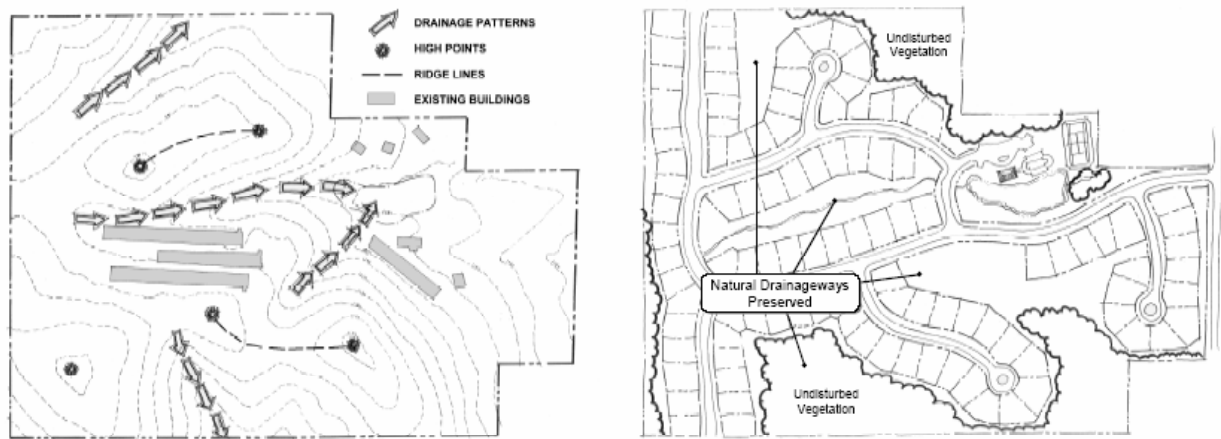 DRAINAGE PATTERNS
HIGH POINTS
RIDGE LINES
EXISTING BUILDINGS
Undisturbed
Vegetation
Natural Drainageways
Preserved
Undisturbed
Vegetation